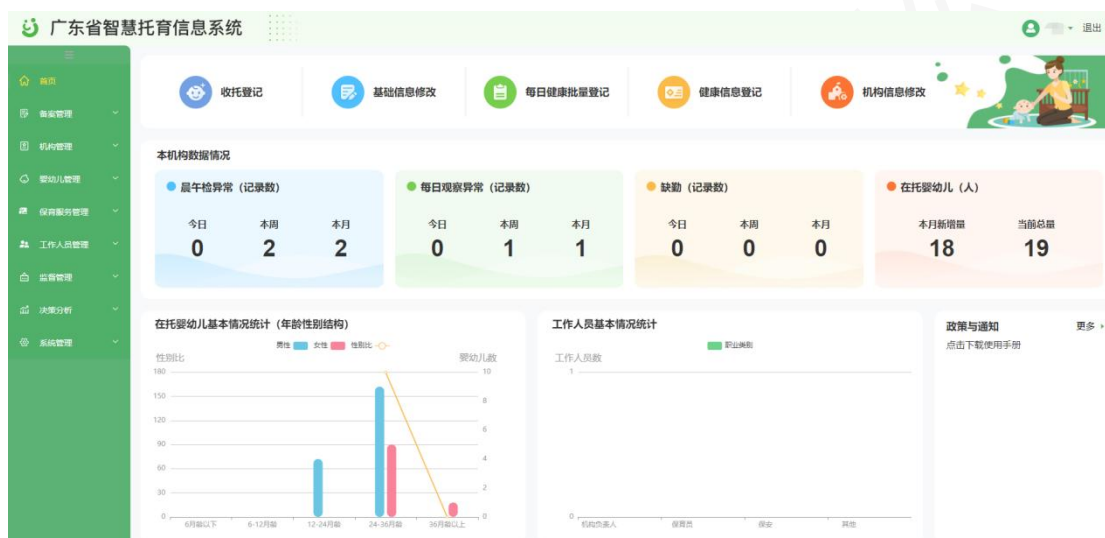 广东省智慧托育信息系统
退出
首页
备案管理
机构管理
婴幼儿管理
保育服务管理
工作人员管理
监督管理
决策分析
系统管理
收托登记
基础信息修改
每日健康批量登记
健康信息登记
机构信息修改
本机构数据情况
晨午检异常（记录数）
今日 本周 本月
0 2 2
每日观察异常（记录数）
今日 本周 本月
0 1 1
缺勤（记录数）
今日 本周 本月
0 0 0
在托婴幼儿（人）
本月新增量 当前总量
18 19
在托婴幼儿基本情况统计（年龄性别结构）
男性 女性 性别比
性别比 婴幼儿数
180 10
150
8
120
6
90
4
60
2
30
0 0
6月龄以下 6-12月龄 12-24月龄 24-36月龄 36月龄以上
工作人员基本情况统计
职业类别
工作人员数
1
0
机构负责人 保育员 保安 其他
政策与通知 更多
点击下载使用手册